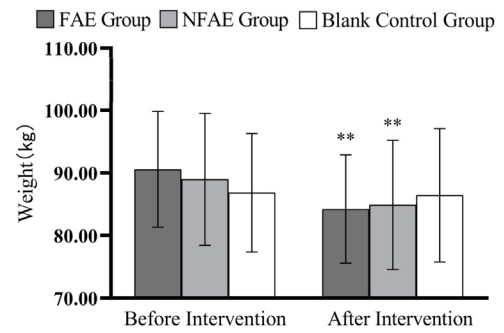 FAE Group NFAE Group Blank Control Group
110.00
100.00
90.00
80.00
70.00
Weight(kg)
** **
Before Intervention After Intervention